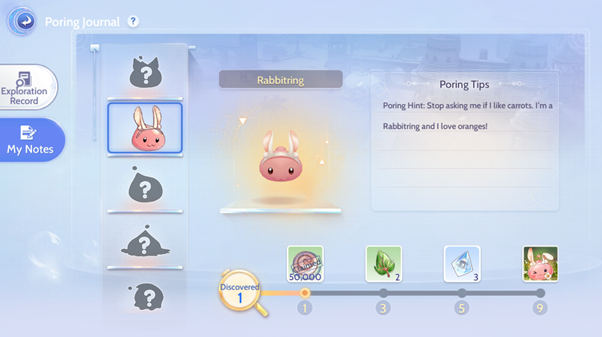 Poring Journal ?
Exploration
Record
My Notes
?
?
?
?
Rabbitring
Poring Tips
Poring Hint: Stop asking me if I like carrots. I'm a
Rabbitring and I love oranges!
Discovered
1
Claimed
50,000
2
3
1
3
5
9